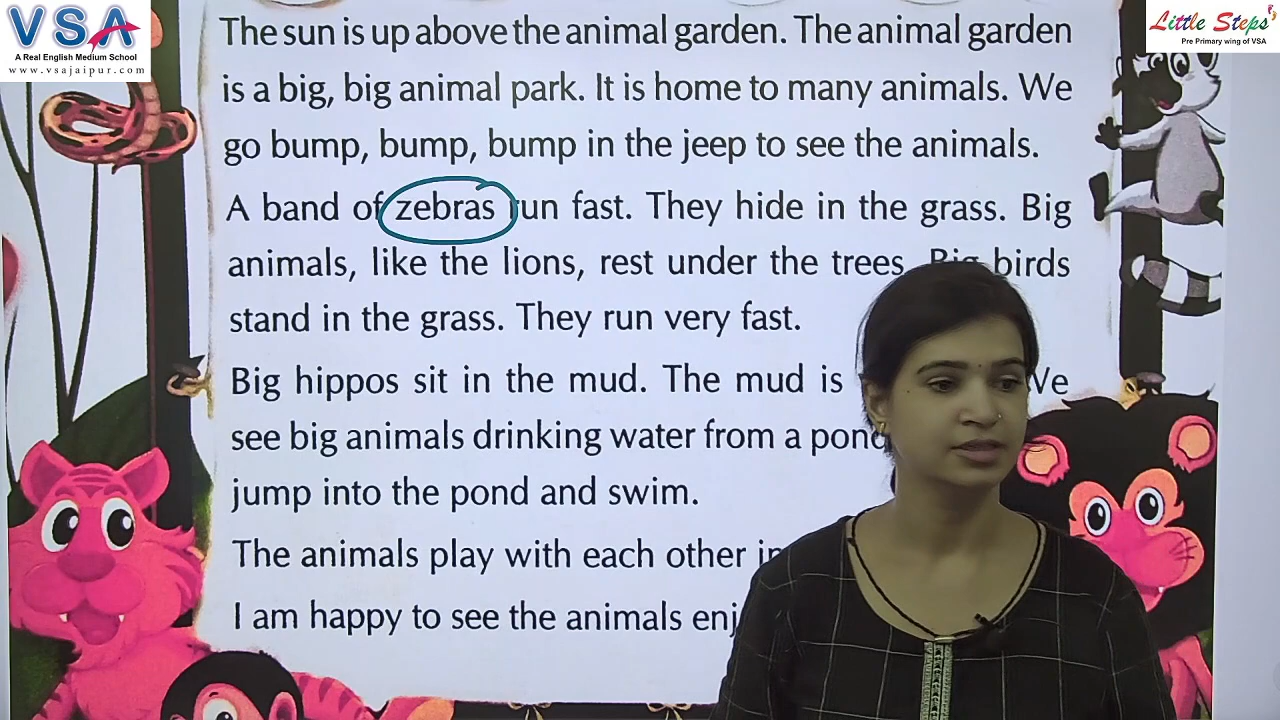 VSA
A Real English Medium School
www.vsajaipur.com
Little Steps
Pre Primary wing of VSA
The sun is up above the animal garden. The animal garden
is a big, big animal park. It is home to many animals. We
go bump, bump, bump in the jeep to see the animals.
A band of zebras run fast. They hide in the grass. Big
animals, like the lions, rest under the trees. Big birds
stand in the grass. They run very fast.
Big hippos sit in the mud. The mud is We
see big animals drinking water from a pond
jump into the pond and swim.
The animals play with each other
I am happy to see the animals